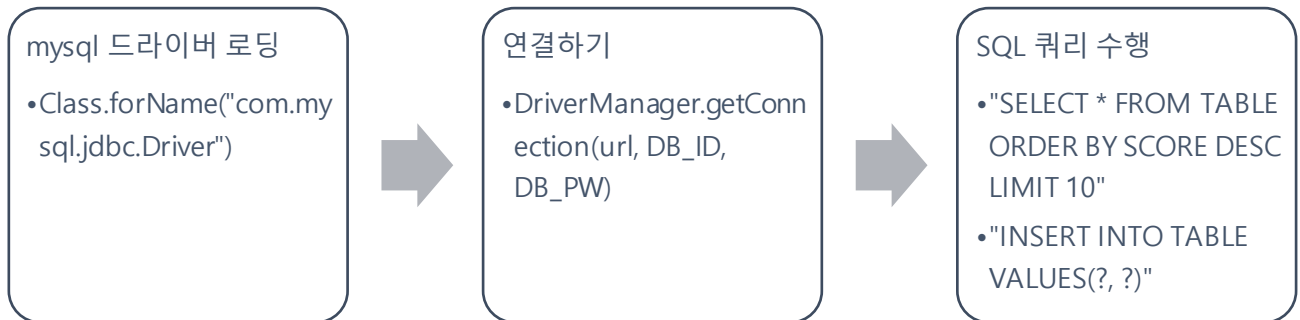 mysql 드라이버 로딩
•Class.forName("com.my
sql.jdbc.Driver")
연결하기
•DriverManager.getConn
ection(url, DB_ID,
DB_PW)
SQL 쿼리 수행
•"SELECT * FROM TABLE
ORDER BY SCORE DESC
LIMIT 10"
•"INSERT INTO TABLE
VALUES(?, ?)"